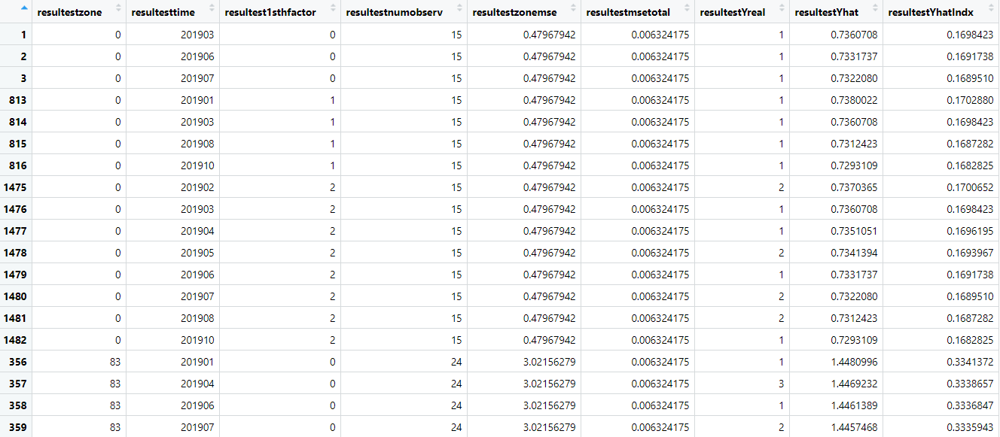 resultestzone resultesttime resultest1sthfactor resultestnumobserv resultestzonemse resultestmsetotal resultestYreal resultestYhat resultestYhatIndx
1 0 201903 0 15 0.47967942 0.006324175 1 0.7360708 0.1698423
2 0 201906 0 15 0.47967942 0.006324175 1 0.7331737 0.1691738
3 0 201907 0 15 0.47967942 0.006324175 1 0.7322080 0.1689510
813 0 201901 1 15 0.47967942 0.006324175 1 0.7380022 0.1702880
814 0 201903 1 15 0.47967942 0.006324175 1 0.7360708 0.1698423
815 0 201908 1 15 0.47967942 0.006324175 1 0.7312423 0.1687282
816 0 201910 1 15 0.47967942 0.006324175 1 0.7293109 0.1682825
1475 0 201902 2 15 0.47967942 0.006324175 2 0.7370365 0.1700652
1476 0 201903 2 15 0.47967942 0.006324175 1 0.7360708 0.1698423
1477 0 201904 2 15 0.47967942 0.006324175 1 0.7351051 0.1696195
1478 0 201905 2 15 0.47967942 0.006324175 2 0.7341394 0.1693967
1479 0 201906 2 15 0.47967942 0.006324175 1 0.7331737 0.1691738
1480 0 201907 2 15 0.47967942 0.006324175 2 0.7322080 0.1689510
1481 0 201908 2 15 0.47967942 0.006324175 2 0.7312423 0.1687282
1482 0 201910 2 15 0.47967942 0.006324175 1 0.7293109 0.1682825
356 83 201901 0 24 3.02156279 0.006324175 1 1.4480996 0.3341372
357 83 201904 0 24 3.02156279 0.006324175 3 1.4469232 0.3338657
358 83 201906 0 24 3.02156279 0.006324175 1 1.4461389 0.3336847
359 83 201907 0 24 3.02156279 0.006324175 2 1.4457468 0.3335943